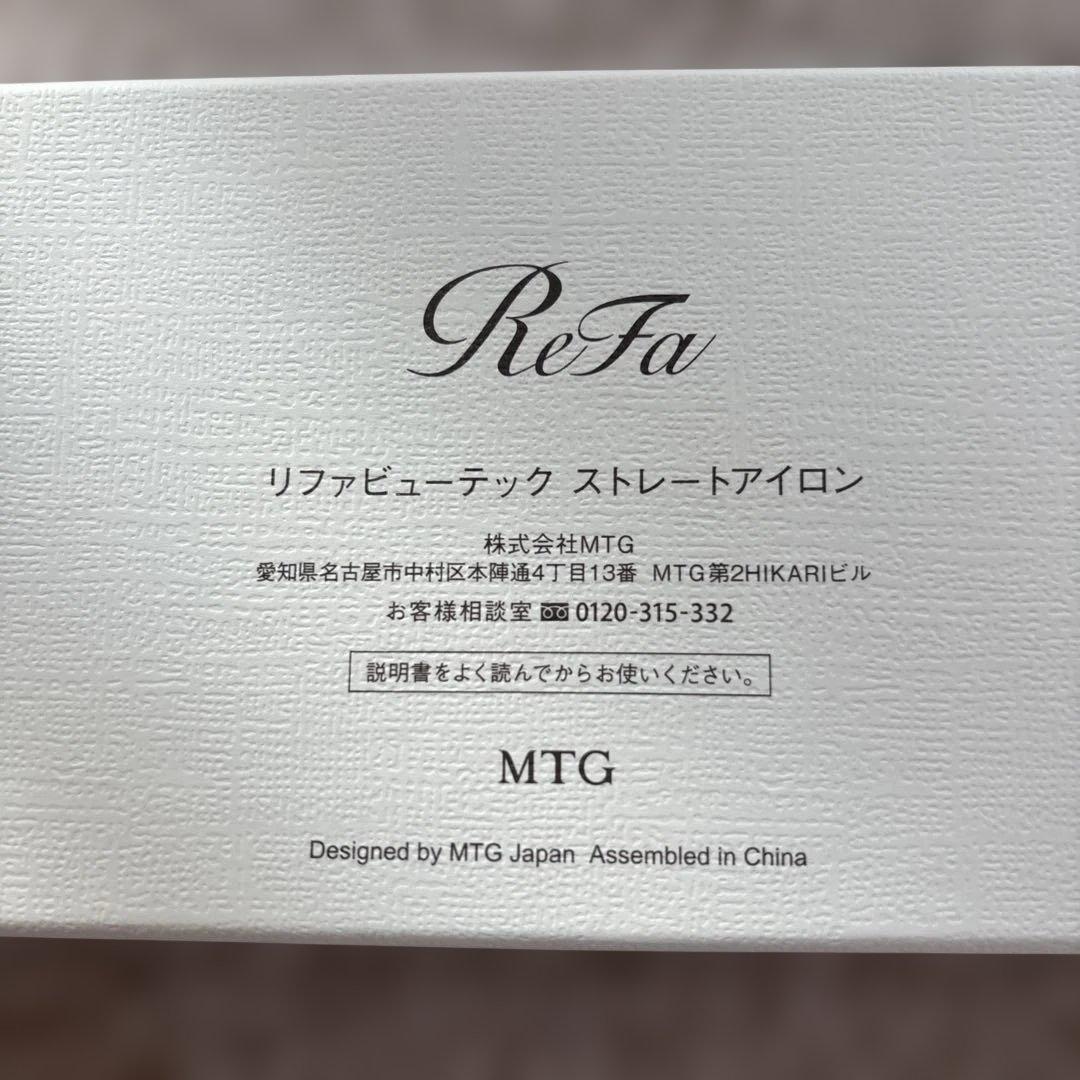 ReFa
リファビューテック ストレートアイロン
株式会社MTG
愛知県名古屋市中村区本陣通4丁目13番 MTG第2HIKARIビル
お客様相談室 0120-315-332
説明書をよく読んでからお使いください。
MTG
Designed by MTG Japan Assembled in China